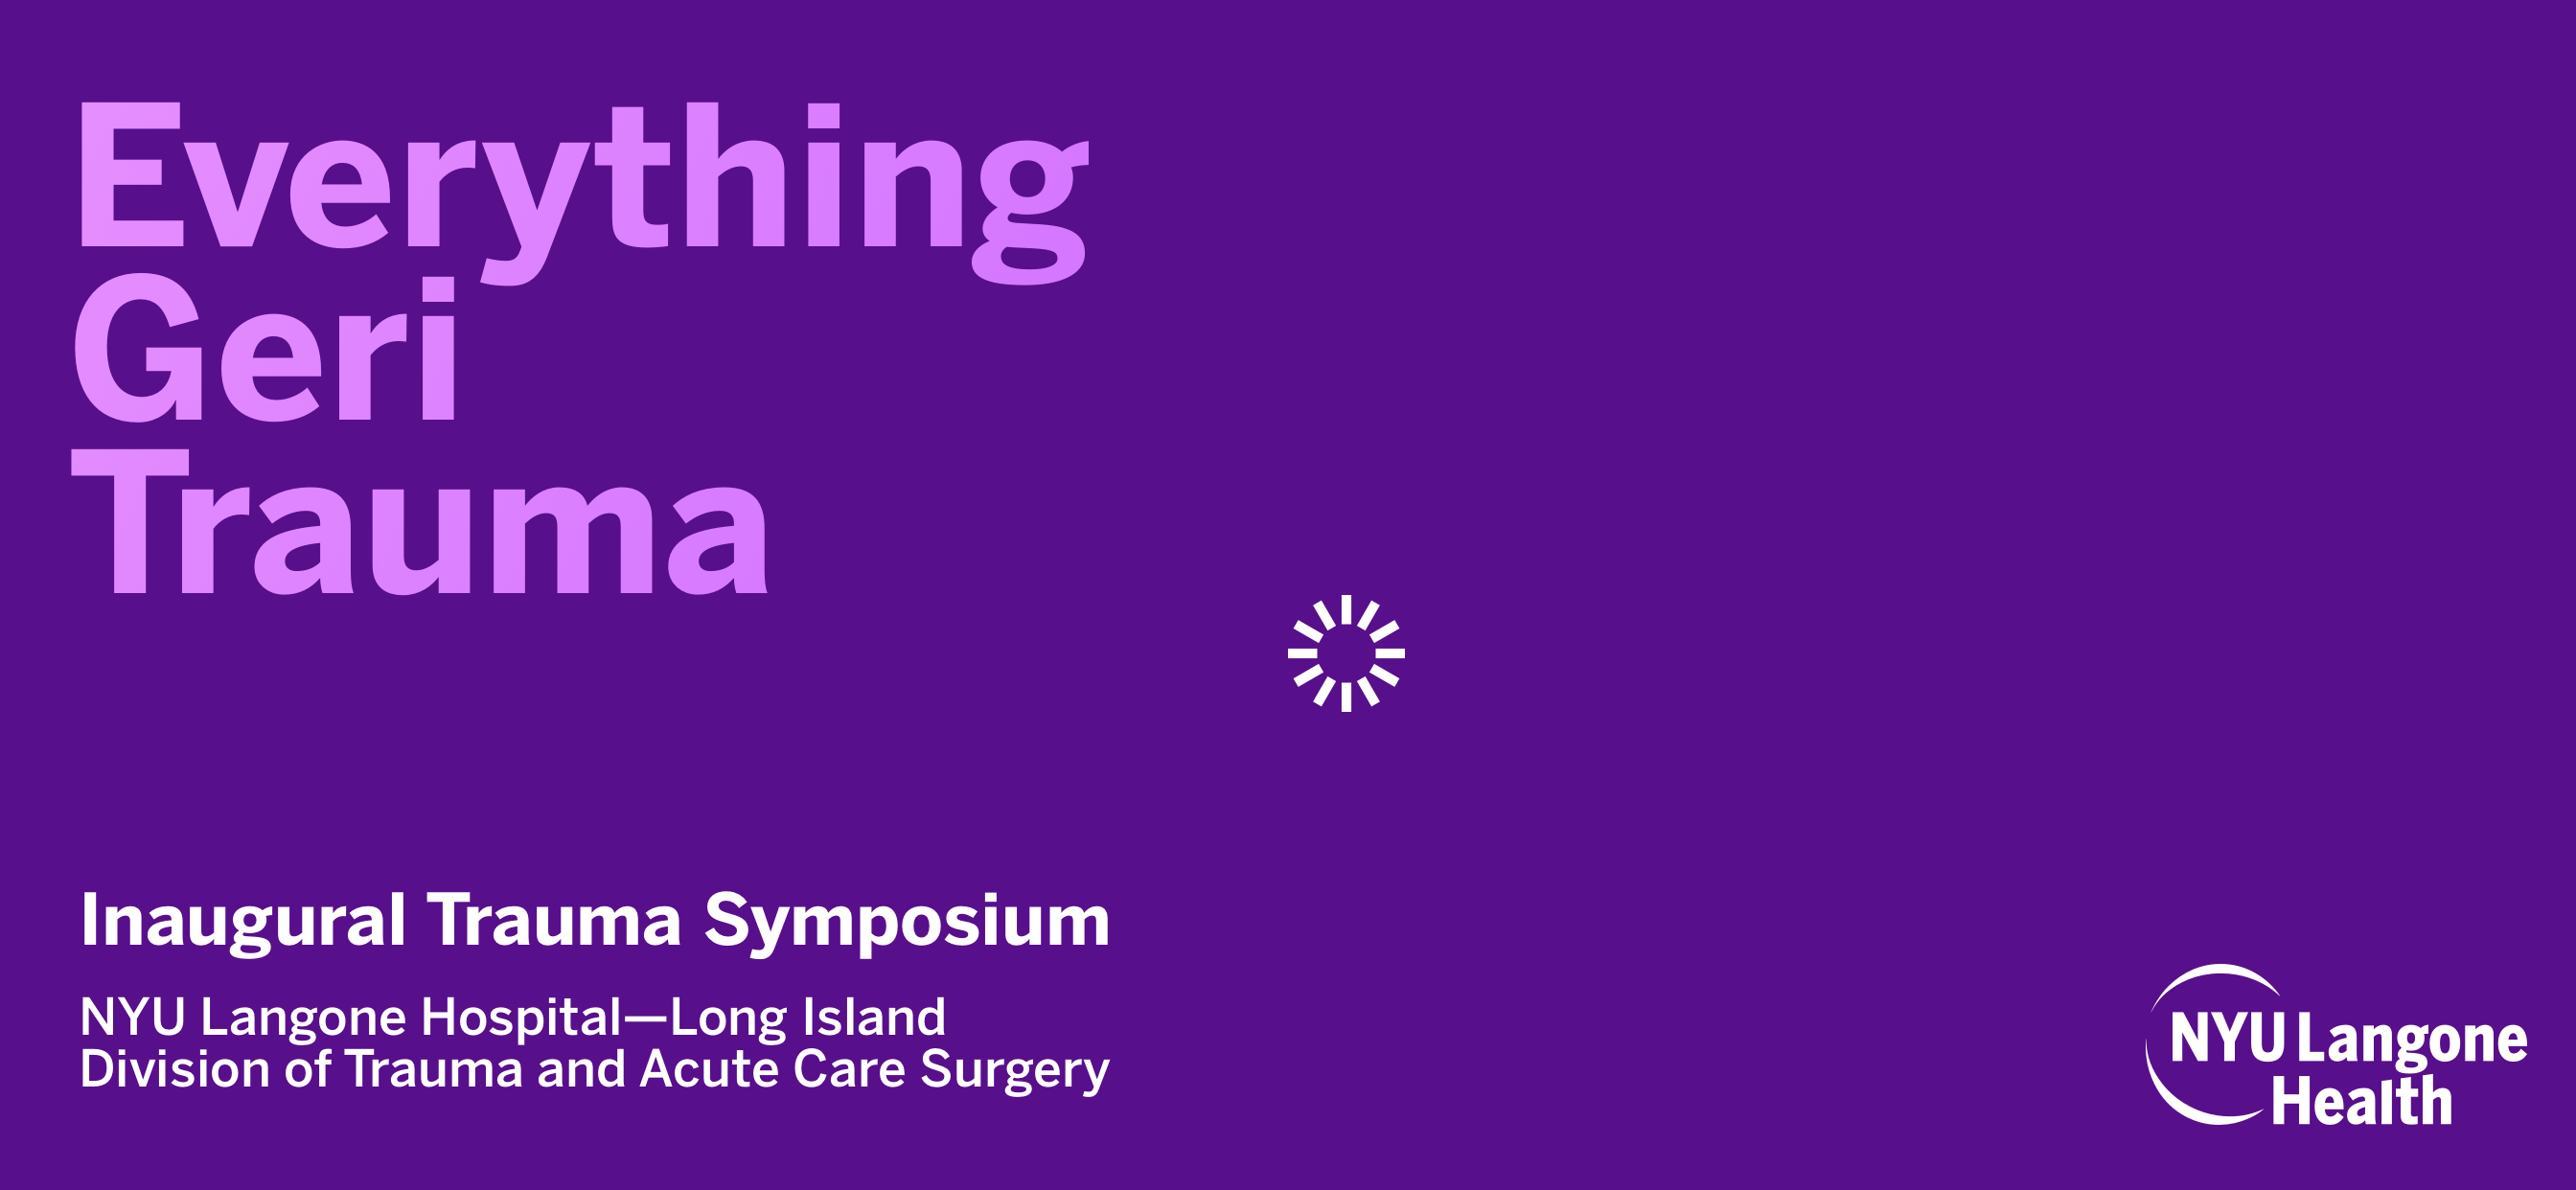 Everything
Geri
Trauma
Inaugural Trauma Symposium
NYU Langone Hospital—Long Island
Division of Trauma and Acute Care Surgery
NYU Langone
Health